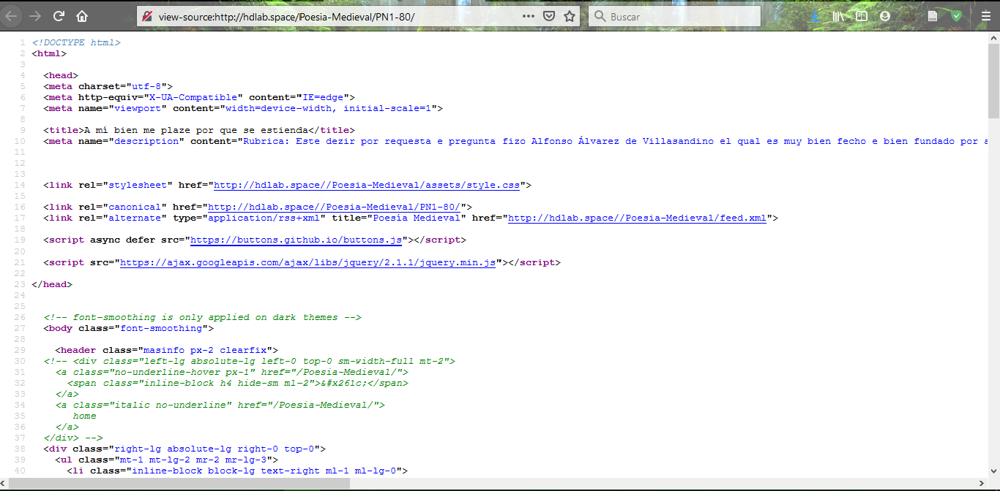 view-source:http://hdlab.space/Poesia-Medieval/PN1-80/
Buscar
1 <!DOCTYPE html>
2 <html>
3
4 <head>
5 <meta charset="utf-8">
6 <meta http-equiv="X-UA-Compatible" content="IE=edge">
7 <meta name="viewport" content="width=device-width, initial-scale=1">
8
9 <title>A mí bien me plaze por que se estienda</title>
10 <meta name="description" content="Rubrica: Este dezir por requesta e pregunta fizo Alfonso Álvarez de Villasandino el qual es muy bien fecho e bien fundado por a
11
12
13
14 <link rel="stylesheet" href="http://hdlab.space//Poesia-Medieval/assets/style.css">
15
16 <link rel="canonical" href="http://hdlab.space//Poesia-Medieval/PN1-80/">
17 <link rel="alternate" type="application/rss+xml" title="Poesía Medieval" href="http://hdlab.space//Poesia-Medieval/feed.xml">
18
19 <script async defer src="https://buttons.github.io/buttons.js"></script>
20
21 <script src="https://ajax.googleapis.com/ajax/libs/jquery/2.1.1/jquery.min.js"></script>
22
23 </head>
24
25
26 <!-- font-smoothing is only applied on dark themes -->
27 <body class="font-smoothing">
28
29 <header class="masinfo px-2 clearfix">
30 <!-- <div class="left-lg absolute-lg left-0 top-0 sm-width-full mt-2">
31 <a class="no-underline-hover px-1" href="/Poesia-Medieval/">
32 <span class="inline-block h4 hide-sm ml-2">&#x261c;</span>
33 </a>
34 <a class="italic no-underline" href="/Poesia-Medieval/">
35 home
36 </a>
37 </div> -->
38 <div class="right-lg absolute-lg right-0 top-0">
39 <ul class="mt-1 mt-lg-2 mr-2 mr-lg-3">
40 <li class="inline-block block-lg text-right ml-1 ml-lg-0">